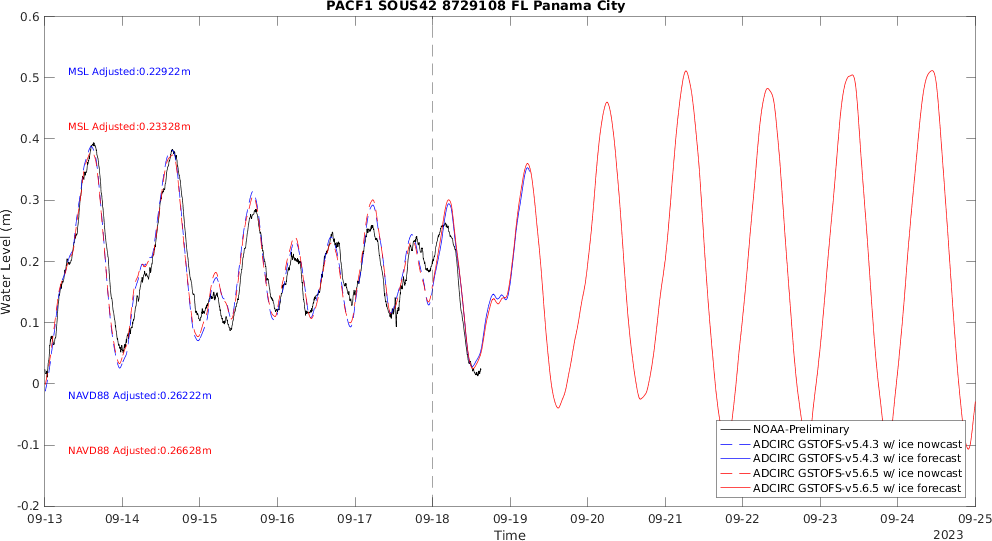 PACF1 SOUS42 8729108 FL Panama City
0.6
0.5
0.4
0.3
0.2
0.1
0
-0.1
-0.2
Water Level (m)
MSL Adjusted:0.22922m
MSL Adjusted:0.23328m
NAVD88 Adjusted:0.26222m
NAVD88 Adjusted:0.26628m
NOAA-Preliminary
ADCIRC GSTOFS-v5.4.3 w/ ice nowcast
ADCIRC GSTOFS-v5.4.3 w/ ice forecast
ADCIRC GSTOFS-v5.6.5 w/ ice nowcast
ADCIRC GSTOFS-v5.6.5 w/ ice forecast
09-13 09-14 09-15 09-16 09-17 09-18 09-19 09-20 09-21 09-22 09-23 09-24 09-25
Time
2023